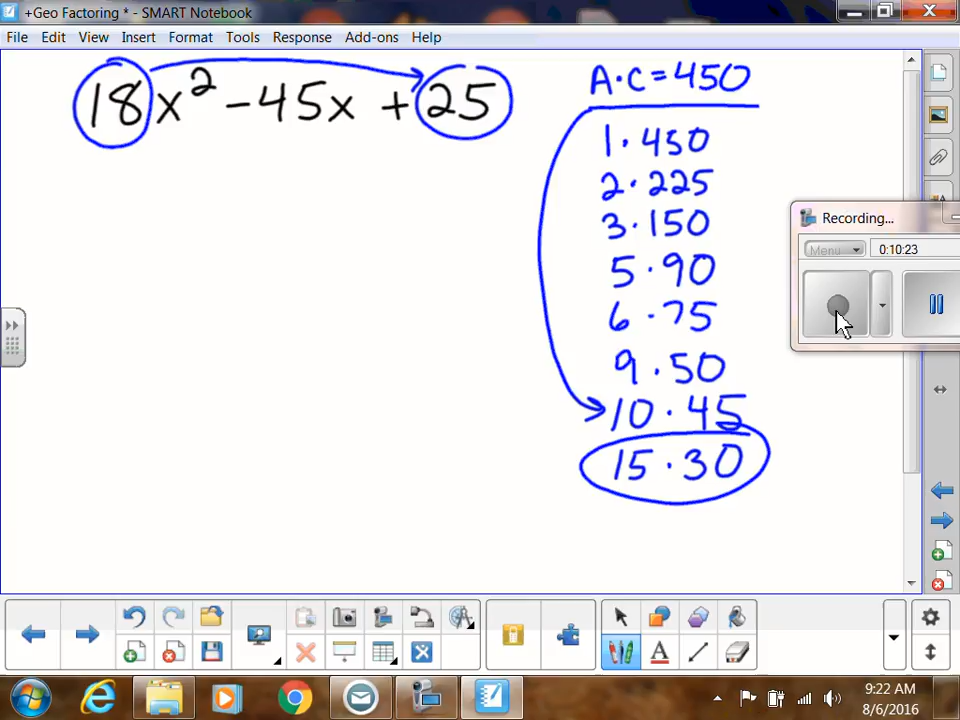 +Geo Factoring * - SMART Notebook
File Edit View Insert Format Tools Response Add-ons Help
18x² -45x +25
A·C=450
1·450
2·225
3·150
5·90
6·75
9·50
10·45
15·30
Recording...
Menu
0:10:23
A
9:22 AM
8/6/2016